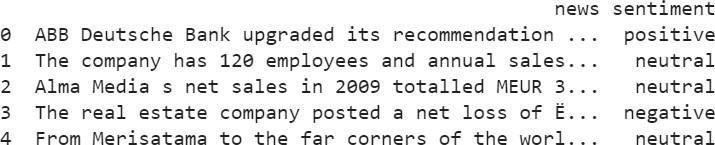 news sentiment
0 ABB Deutsche Bank upgraded its recommendation ... positive
1 The company has 120 employees and annual sales... neutral
2 Alma Media s net sales in 2009 totalled MEUR 3... neutral
3 The real estate company posted a net loss of Ë... negative
4 From Merisatama to the far corners of the worl... neutral